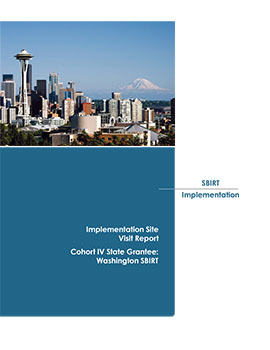 SBIRT
Implementation
Implementation Site
Visit Report
Cohort IV State Grantee:
Washington SBIRT